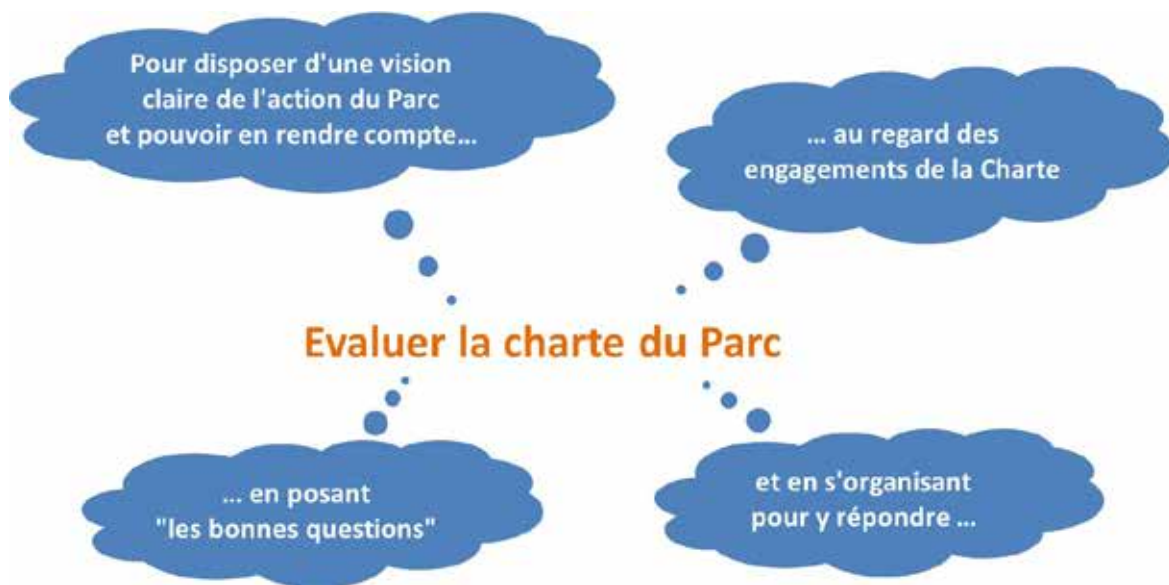 Pour disposer d'une vision
claire de l'action du Parc
et pouvoir en rendre compte...
... au regard des
engagements de la Charte
Evaluer la charte du Parc
... en posant
"les bonnes questions"
et en s'organisant
pour y répondre ...